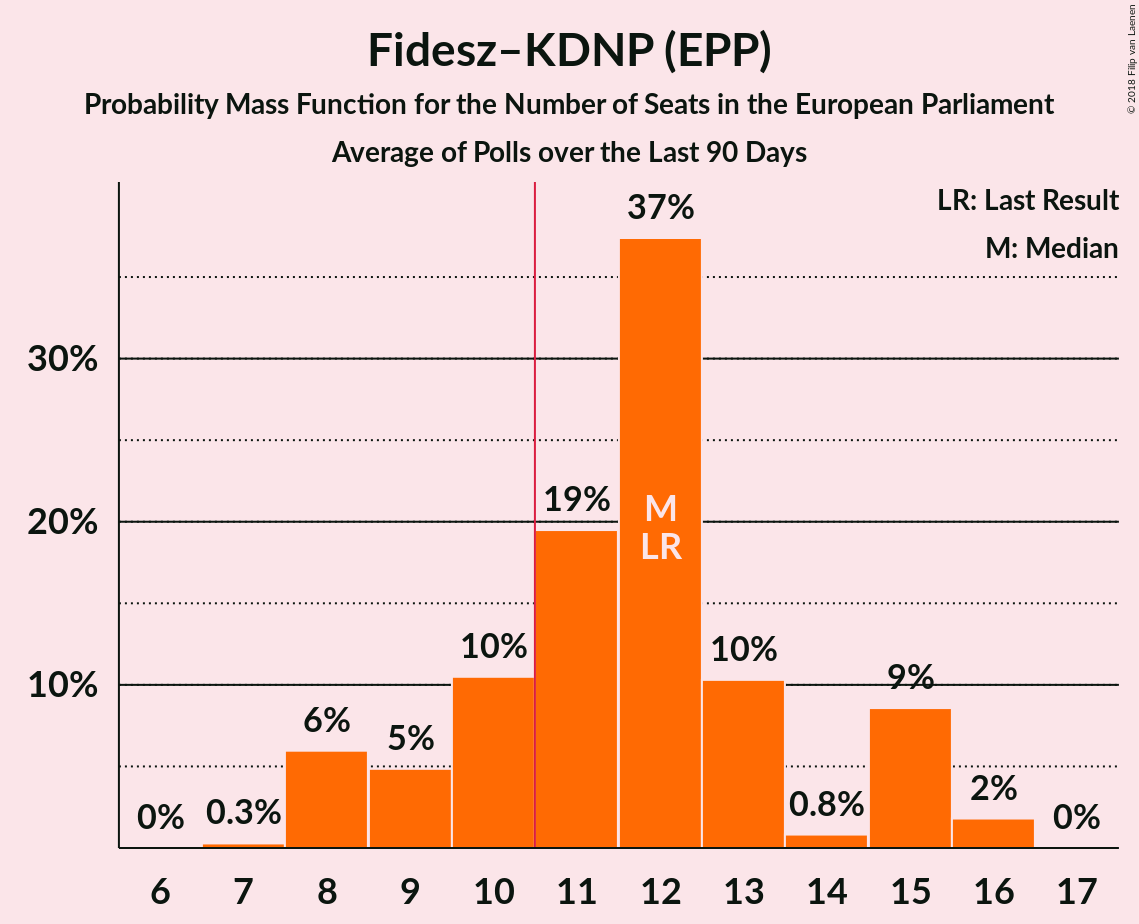 Fidesz–KDNP (EPP)
Probability Mass Function for the Number of Seats in the European Parliament
Average of Polls over the Last 90 Days
© 2018 Filip van Laenen
LR: Last Result
M: Median
30%
20%
10%
0%
0.3%
6%
5%
10%
19%
37%
M
LR
10%
0.8%
9%
2%
0%
6 7 8 9 10 11 12 13 14 15 16 17